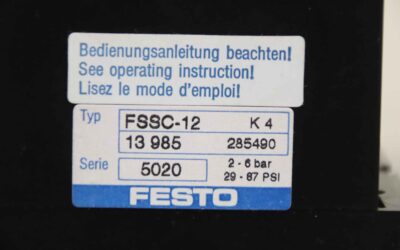 Bedienungsanleitung beachten!
See operating instruction!
Lisez le mode d'emploi!
Typ FSSC-12 K 4
13 985 285490
Serie 5020 2 - 6 bar
29 - 87 PSI
FESTO